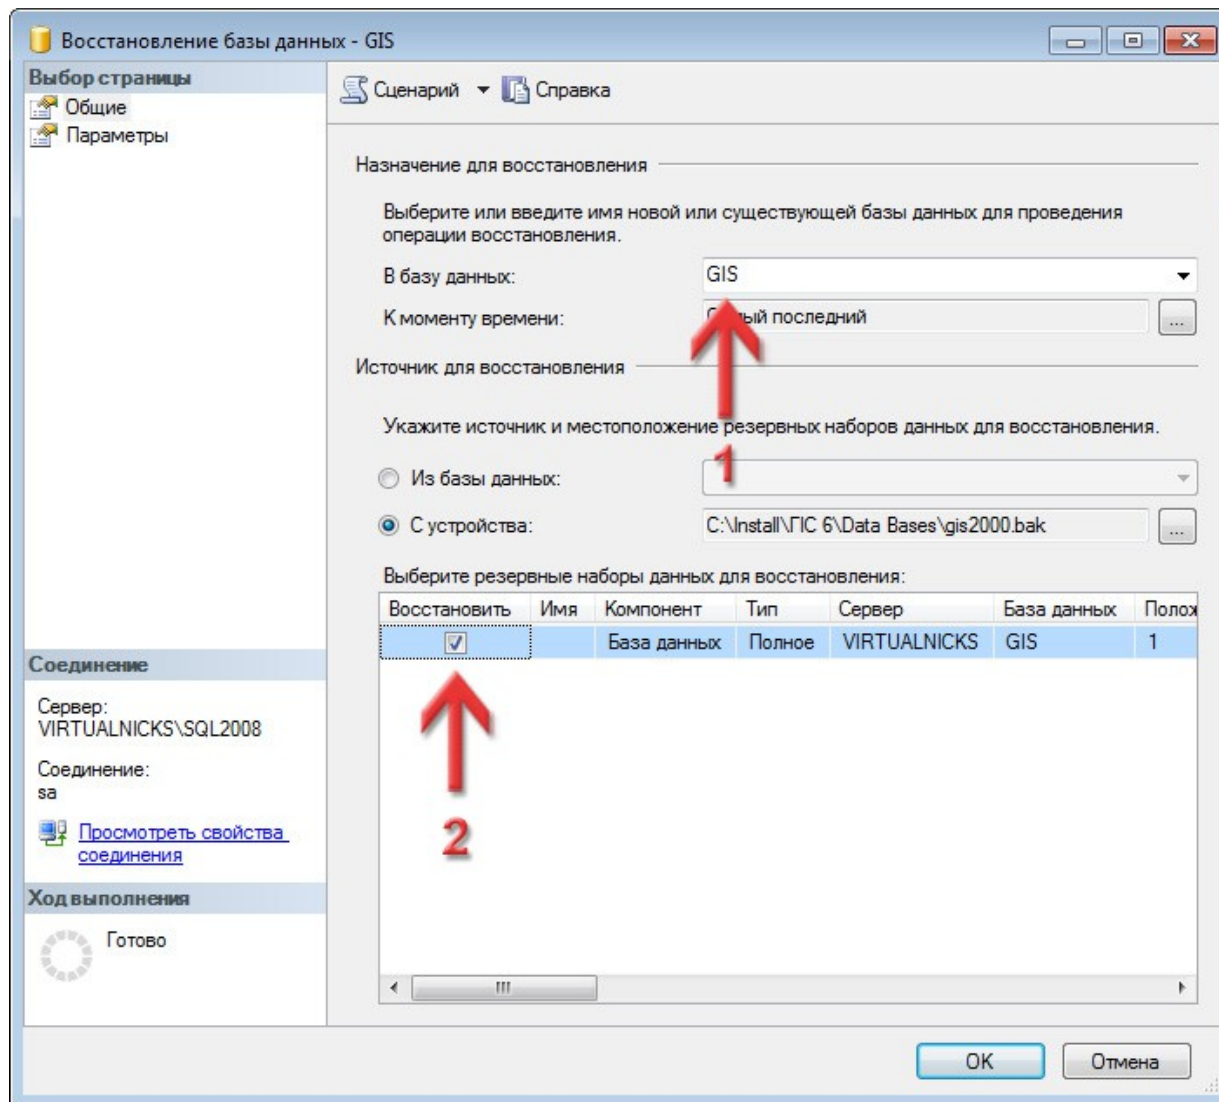 Восстановление базы данных - GIS
Выбор страницы
Общие
Параметры
Сценарий
Справка
Назначение для восстановления
Выберите или введите имя новой или существующей базы данных для проведения
операции восстановления.
В базу данных:
GIS
К моменту времени:
последний
Источник для восстановления
Укажите источник и местоположение резервных наборов данных для восстановления.
1
Из базы данных:
С устройства:
C:\Install\ГІС 6\Data Bases\gis2000.bak
...
Выберите резервные наборы данных для восстановления:
Восстановить Имя Компонент Тип Сервер База данных Полож
База данных Полное VIRTUALNICKS GIS 1
2
Соединение
Сервер:
VIRTUALNICKS\SQL2008
Соединение:
sa
Просмотреть свойства
соединения
Ход выполнения
Готово
OK
Отмена